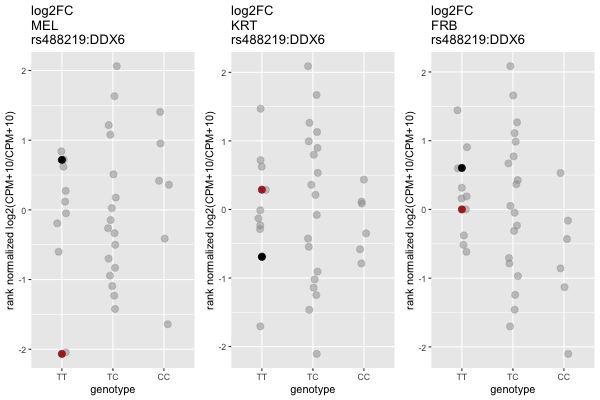 log2FC
MEL
rs488219:DDX6
rank normalized log2(CPM+10/CPM+10)
2
1
0
-1
-2
TT
TC
CC
genotype
log2FC
KRT
rs488219:DDX6
rank normalized log2(CPM+10/CPM+10)
2
1
0
-1
-2
TT
TC
CC
genotype
log2FC
FRB
rs488219:DDX6
rank normalized log2(CPM+10/CPM+10)
2
1
0
-1
-2
TT
TC
CC
genotype